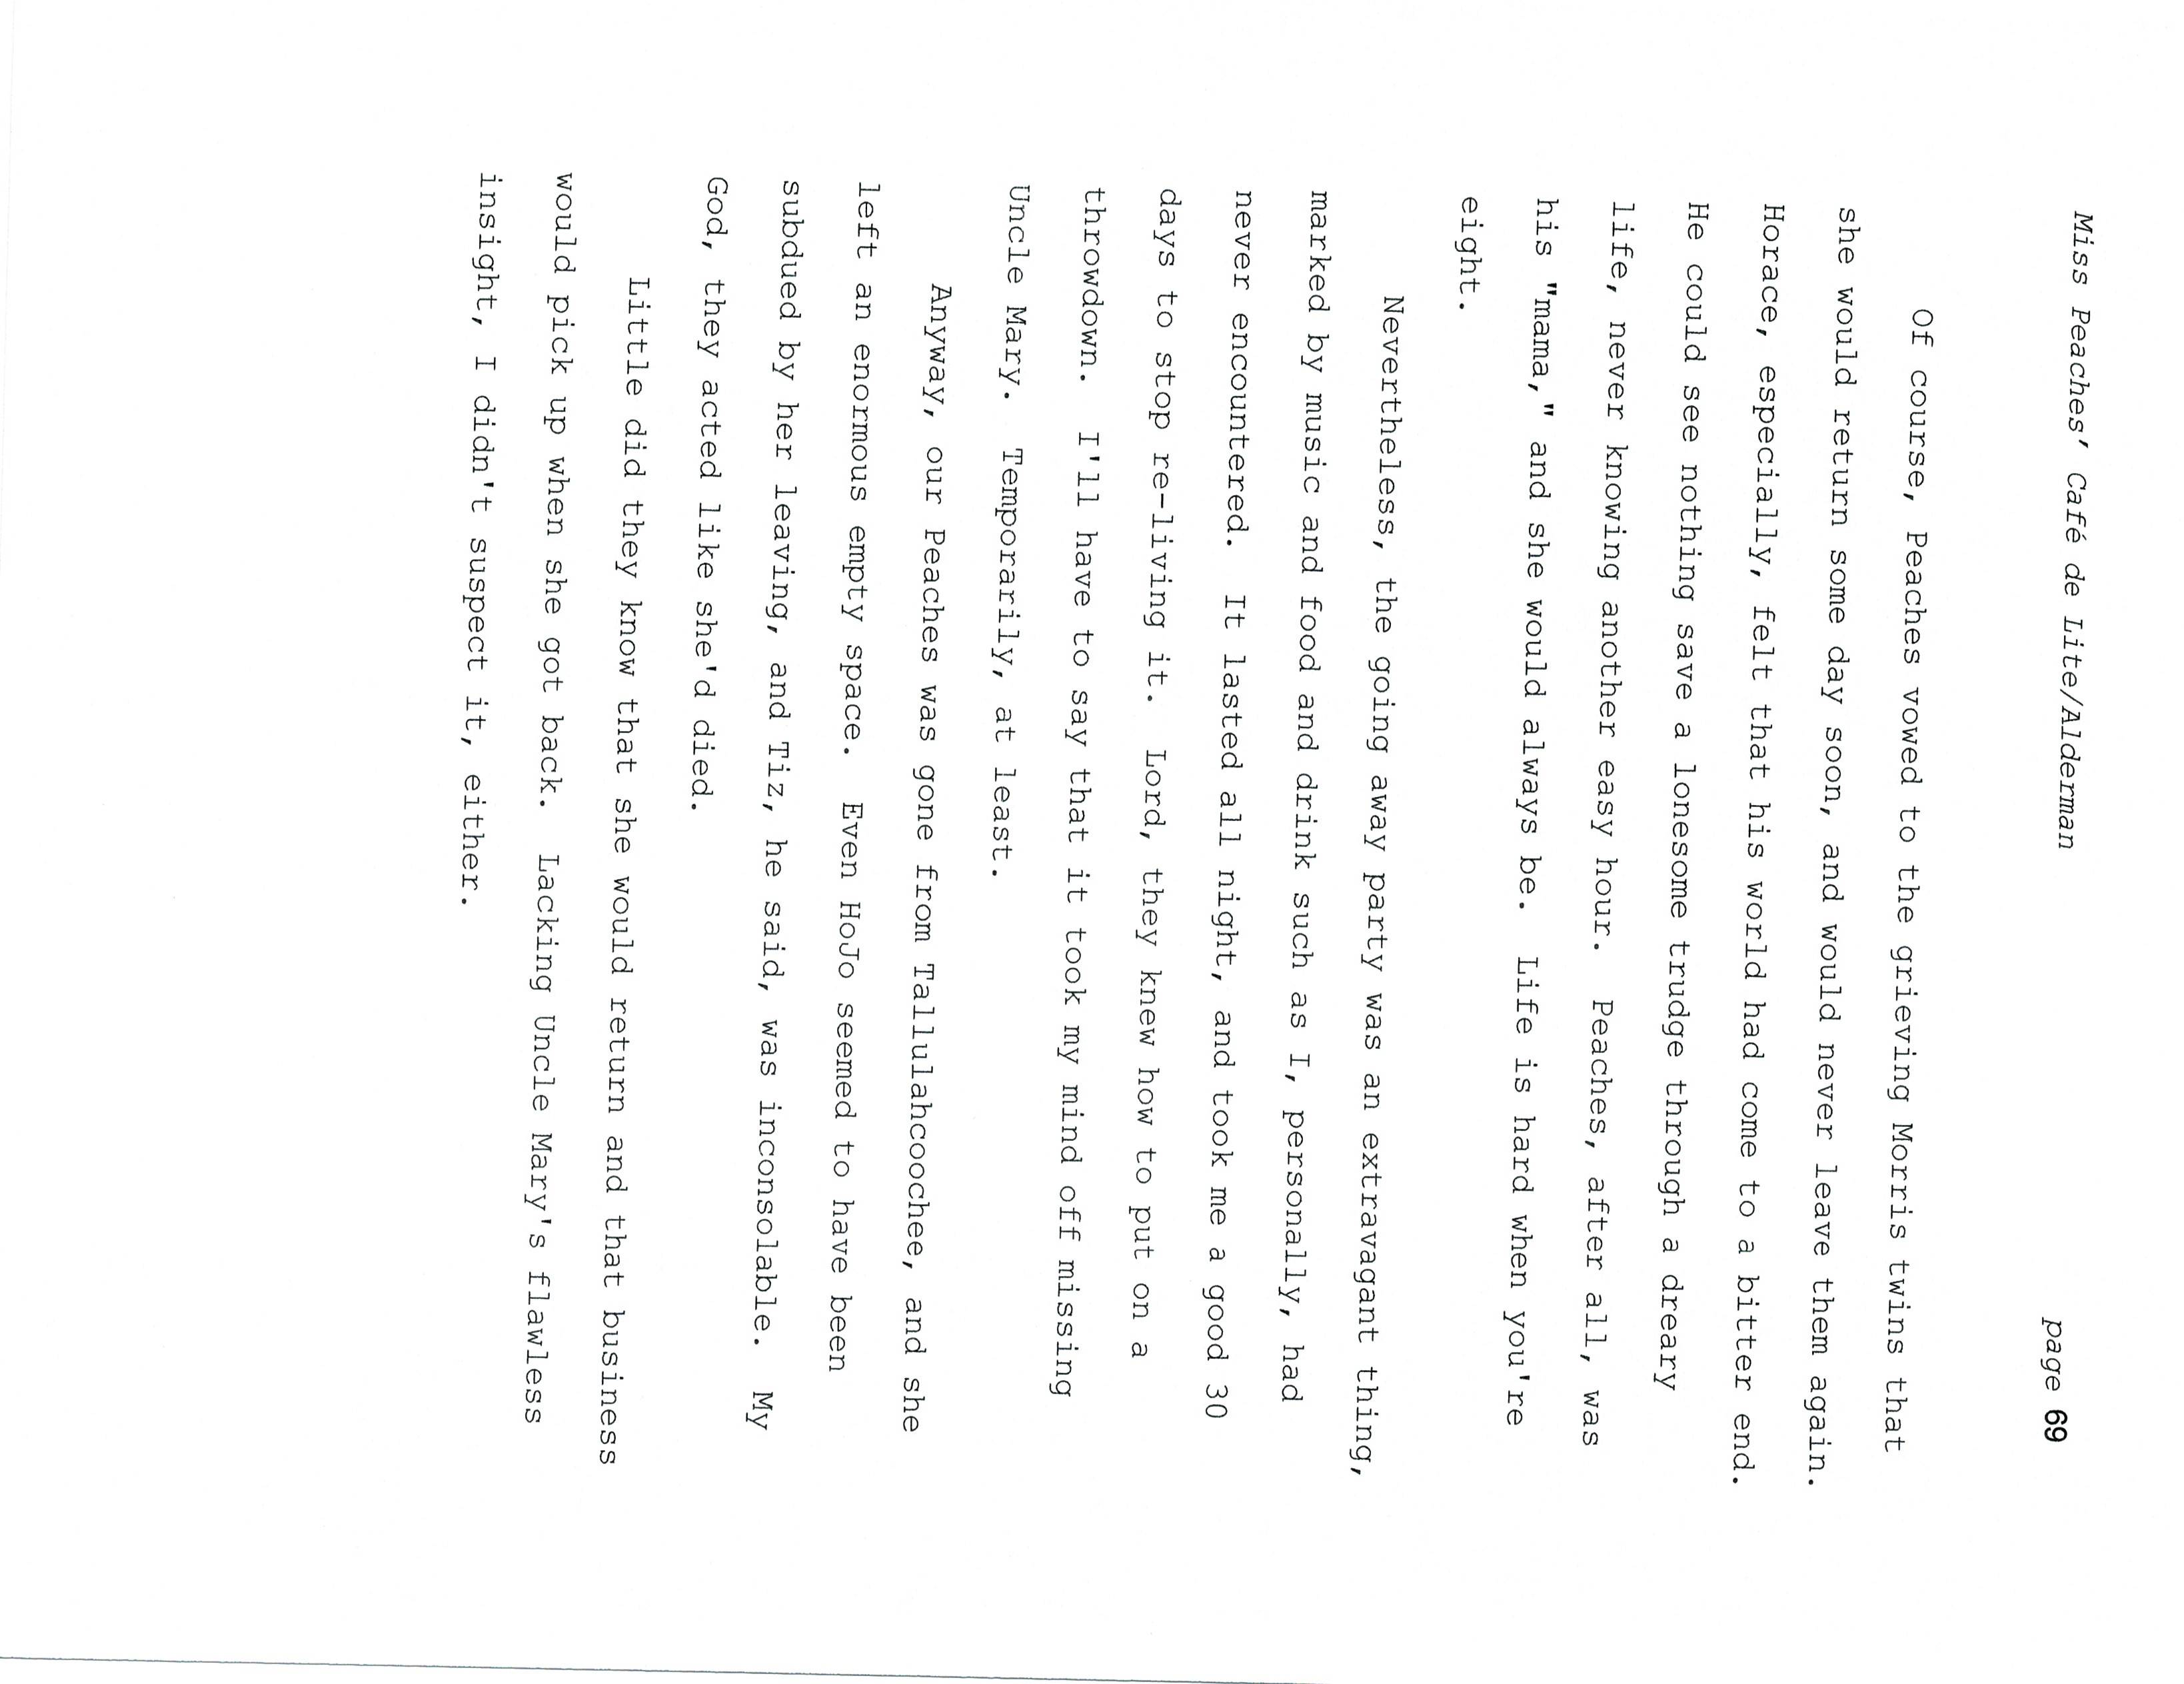 Miss Peaches' Café de Lite/Alderman page 69
Of course, Peaches vowed to the grieving Morris twins that
she would return some day soon, and would never leave them again.
Horace, especially, felt that his world had come to a bitter end.
He could see nothing save a lonesome trudge through a dreary
life, never knowing another easy hour.  Peaches, after all, was
his "mama," and she would always be.  Life is hard when you're
eight.
Nevertheless, the going away party was an extravagant thing,
marked by music and food and drink such as I, personally, had
never encountered.  It lasted all night, and took me a good 30
days to stop re-living it.  Lord, they knew how to put on a
throwdown.  I'll have to say that it took my mind off missing
Uncle Mary.  Temporarily, at least.
Anyway, our Peaches was gone from Tallulahcoochee, and she
left an enormous empty space.  Even HoJo seemed to have been
subdued by her leaving, and Tiz, he said, was inconsolable.  My
God, they acted like she'd died.
Little did they know that she would return and that business
would pick up when she got back.  Lacking Uncle Mary's flawless
insight, I didn't suspect it, either.